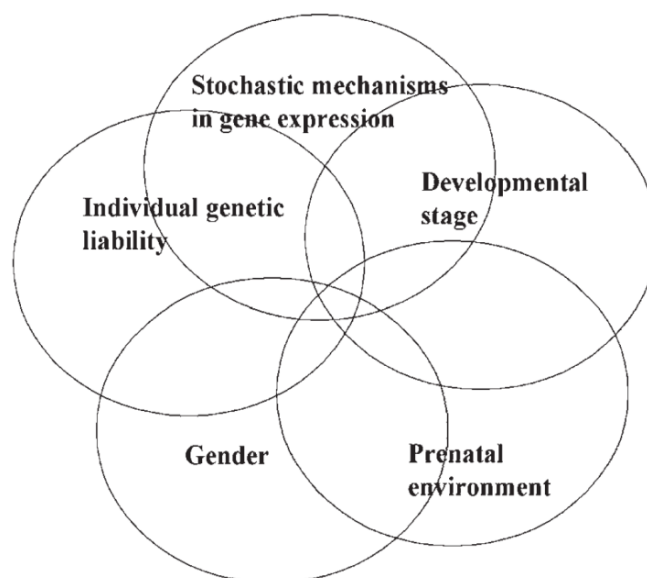 Stochastic mechanisms
in gene expression
Developmental
stage
Individual genetic
liability
Gender
Prenatal
environment